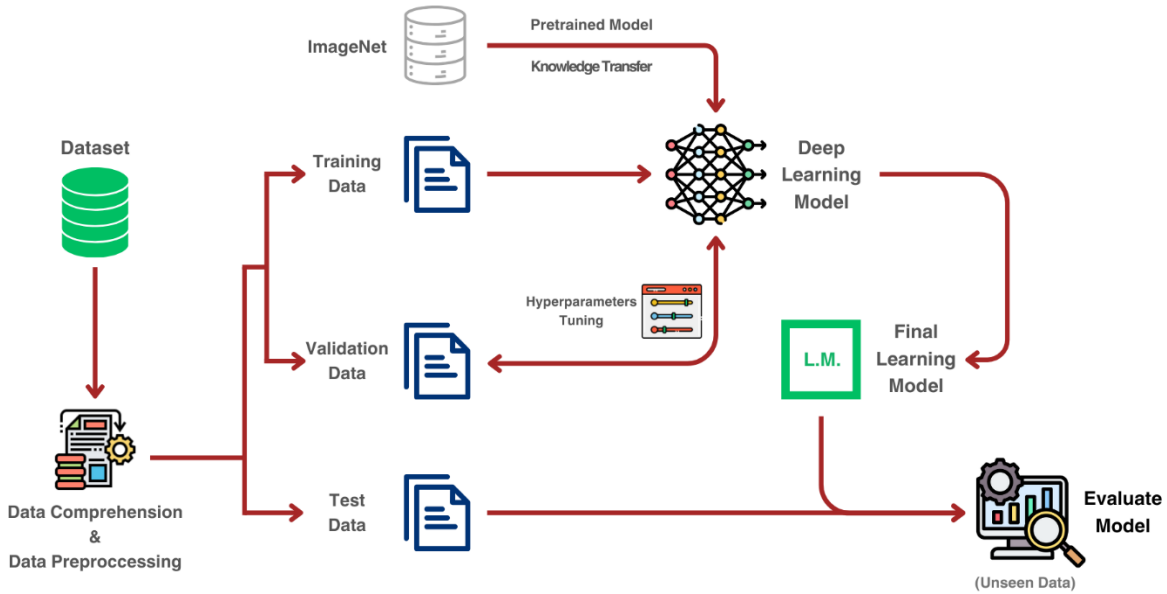 ImageNet
Pretrained Model
Knowledge Transfer
Dataset
Training
Data
Deep
Learning
Model
Hyperparameters
Tuning
Validation
Data
L.M.
Final
Learning
Model
Data Comprehension
&
Data Preproccessing
Test
Data
Evaluate
Model
(Unseen Data)